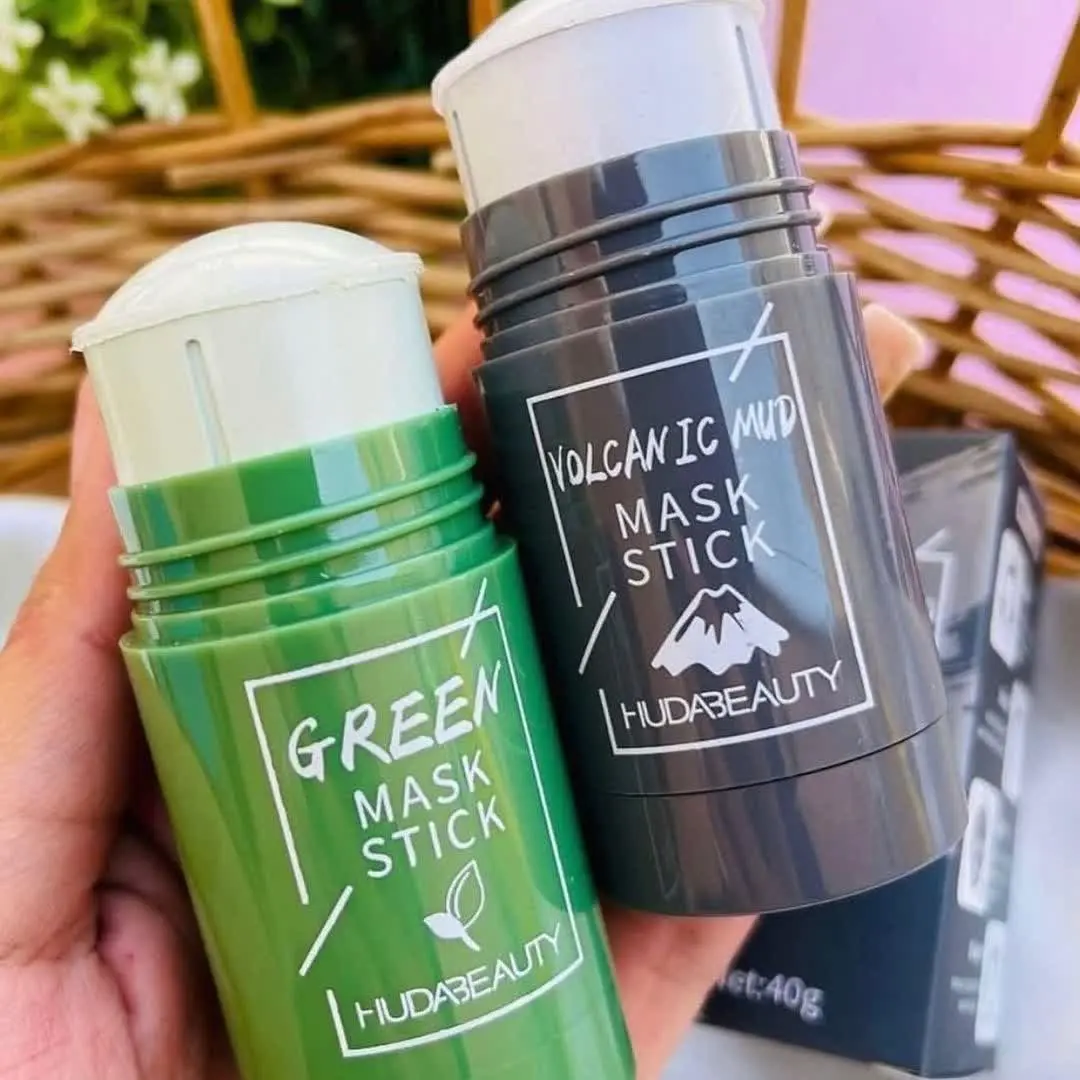 VOLCANIC MUD
MASK
STICK
HUDABEAUTY
GREEN
MASK
STICK
HUDABEAUTY
Net:40g